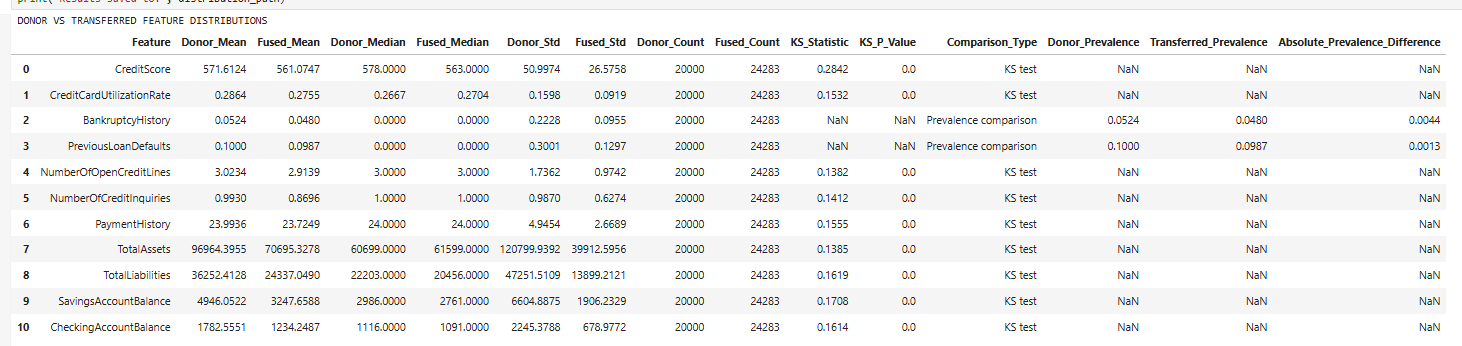 print("Results saved to:", distribution_path)
DONOR VS TRANSFERRED FEATURE DISTRIBUTIONS
Feature Donor_Mean Fused_Mean Donor_Median Fused_Median Donor_Std Fused_Std Donor_Count Fused_Count KS_Statistic KS_P_Value Comparison_Type Donor_Prevalence Transferred_Prevalence Absolute_Prevalence_Difference
0 CreditScore 571.6124 561.0747 578.0000 563.0000 50.9974 26.5758 20000 24283 0.2842 0.0 KS test NaN NaN NaN
1 CreditCardUtilizationRate 0.2864 0.2755 0.2667 0.2704 0.1598 0.0919 20000 24283 0.1532 0.0 KS test NaN NaN NaN
2 BankruptcyHistory 0.0524 0.0480 0.0000 0.0000 0.2228 0.0955 20000 24283 NaN NaN Prevalence comparison 0.0524 0.0480 0.0044
3 PreviousLoanDefaults 0.1000 0.0987 0.0000 0.0000 0.3001 0.1297 20000 24283 NaN NaN Prevalence comparison 0.1000 0.0987 0.0013
4 NumberOfOpenCreditLines 3.0234 2.9139 3.0000 3.0000 1.7362 0.9742 20000 24283 0.1382 0.0 KS test NaN NaN NaN
5 NumberOfCreditInquiries 0.9930 0.8696 1.0000 1.0000 0.9870 0.6274 20000 24283 0.1412 0.0 KS test NaN NaN NaN
6 PaymentHistory 23.9936 23.7249 24.0000 24.0000 4.9454 2.6689 20000 24283 0.1555 0.0 KS test NaN NaN NaN
7 TotalAssets 96964.3955 70695.3278 60699.0000 61599.0000 120799.9392 39912.5956 20000 24283 0.1385 0.0 KS test NaN NaN NaN
8 TotalLiabilities 36252.4128 24337.0490 22203.0000 20456.0000 47251.5109 13899.2121 20000 24283 0.1619 0.0 KS test NaN NaN NaN
9 SavingsAccountBalance 4946.0522 3247.6588 2986.0000 2761.0000 6604.8875 1906.2329 20000 24283 0.1708 0.0 KS test NaN NaN NaN
10 CheckingAccountBalance 1782.5551 1234.2487 1116.0000 1091.0000 2245.3788 678.9772 20000 24283 0.1614 0.0 KS test NaN NaN NaN